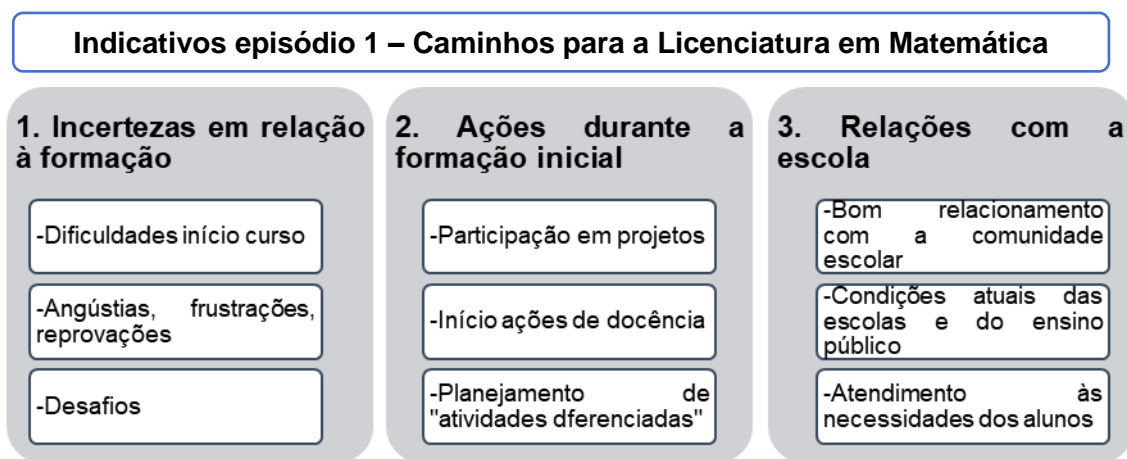 Indicativos episódio 1 – Caminhos para a Licenciatura em Matemática
1. Incertezas em relação
à formação
-Dificuldades início curso
-Angústias, frustrações,
reprovações
-Desafios
2. Ações durante a
formação inicial
-Participação em projetos
-Início ações de docência
-Planejamento de
"atividades dferenciadas"
3. Relações com a
escola
-Bom relacionamento
com a comunidade
escolar
-Condições atuais das
escolas e do ensino
público
-Atendimento às
necessidades dos alunos